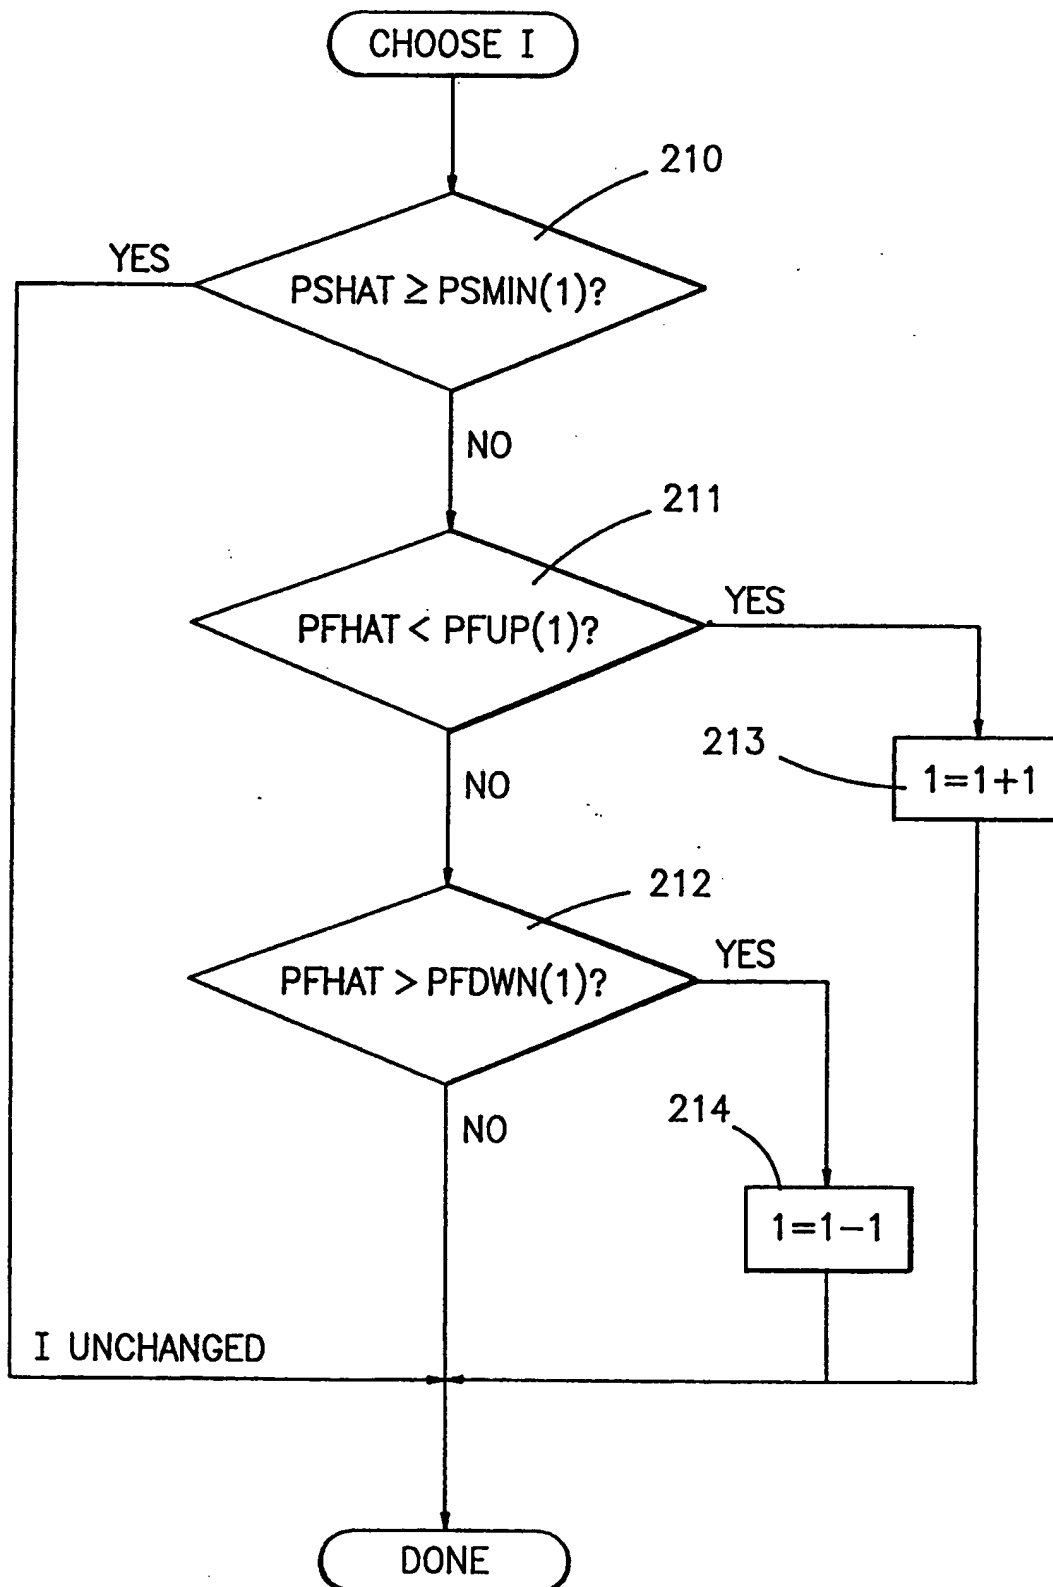 CHOOSE I
210
YES
PSHAT ≥ PSMIN(1)?
NO
211
YES
PFHAT < PFUP(1)?
213
1=1+1
NO
212
YES
PFHAT > PFDWN(1)?
214
NO
1=1−1
I UNCHANGED
DONE